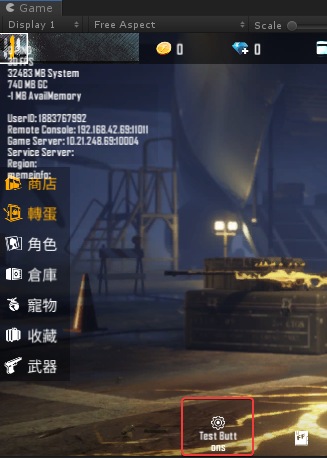 Game
Display 1 Free Aspect Scale
0 0
FPS
32483 MB System
740 MB GC
-1 MB AvailMemory
UserID: 1883767992
Remote Console: 192.168.42.69:11011
Game Server: 10.21.248.69:10004
Service Server:
Region:
memeinfo:
商店
轉蛋
角色
倉庫
寵物
收藏
武器
Test Butt
ons